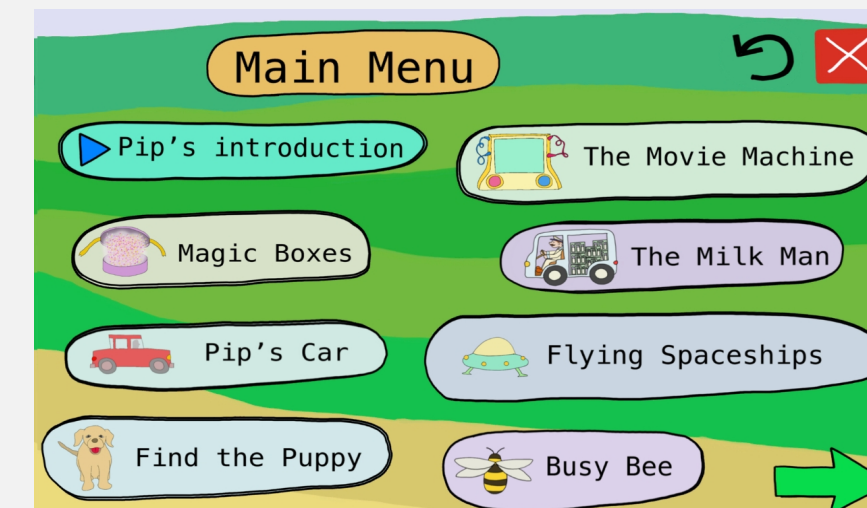 Main Menu
Pip's introduction
The Movie Machine
Magic Boxes
The Milk Man
Pip's Car
Flying Spaceships
Find the Puppy
Busy Bee